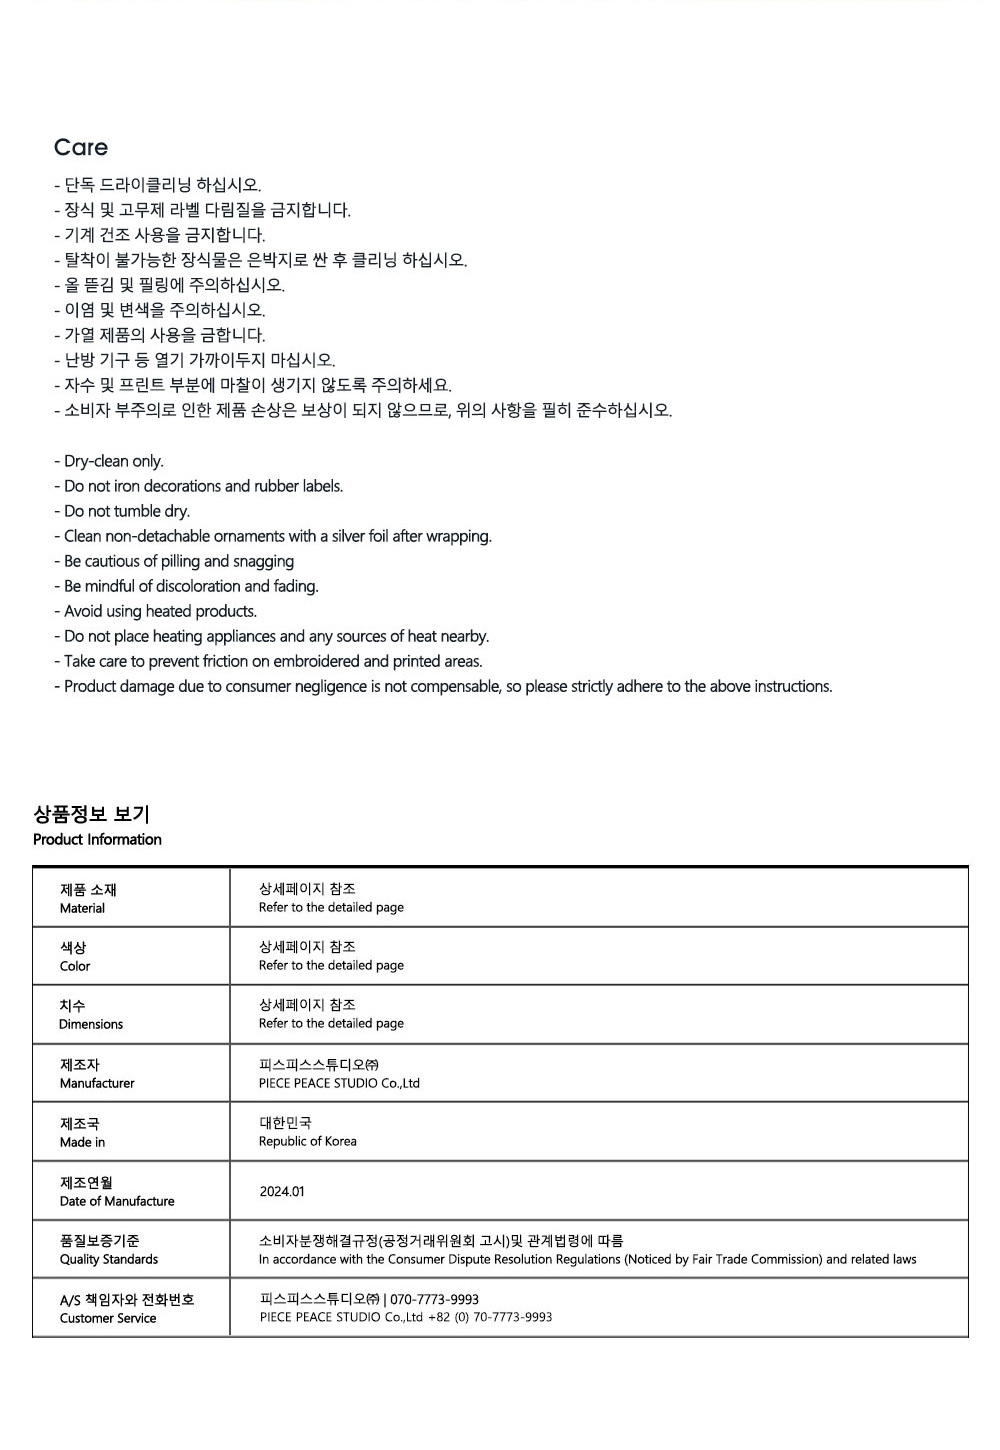 Care
- 단독 드라이클리닝 하십시오.
- 장식 및 고무제 라벨 다림질을 금지합니다.
- 기계 건조 사용을 금지합니다.
- 탈착이 불가능한 장식물은 은박지로 싼 후 클리닝 하십시오.
- 올 뜯김 및 필링에 주의하십시오.
- 이염 및 변색을 주의하십시오.
- 가열 제품의 사용을 금합니다.
- 난방 기구 등 열기 가까이두지 마십시오.
- 자수 및 프린트 부분에 마찰이 생기지 않도록 주의하세요.
- 소비자 부주의로 인한 제품 손상은 보상이 되지 않으므로, 위의 사항을 필히 준수하십시오.
- Dry-clean only.
- Do not iron decorations and rubber labels.
- Do not tumble dry.
- Clean non-detachable ornaments with a silver foil after wrapping.
- Be cautious of pilling and snagging
- Be mindful of discoloration and fading.
- Avoid using heated products.
- Do not place heating appliances and any sources of heat nearby.
- Take care to prevent friction on embroidered and printed areas.
- Product damage due to consumer negligence is not compensable, so please strictly adhere to the above instructions.
상품정보 보기
Product Information
제품 소재
Material
상세페이지 참조
Refer to the detailed page
색상
Color
상세페이지 참조
Refer to the detailed page
치수
Dimensions
상세페이지 참조
Refer to the detailed page
제조자
Manufacturer
피스피스스튜디오㈜
PIECE PEACE STUDIO Co.,Ltd
제조국
Made in
대한민국
Republic of Korea
제조연월
Date of Manufacture
2024.01
품질보증기준
Quality Standards
소비자분쟁해결규정(공정거래위원회 고시)및 관계법령에 따름
In accordance with the Consumer Dispute Resolution Regulations (Noticed by Fair Trade Commission) and related laws
A/S 책임자와 전화번호
Customer Service
피스피스스튜디오㈜ | 070-7773-9993
PIECE PEACE STUDIO Co.,Ltd +82 (0) 70-7773-9993